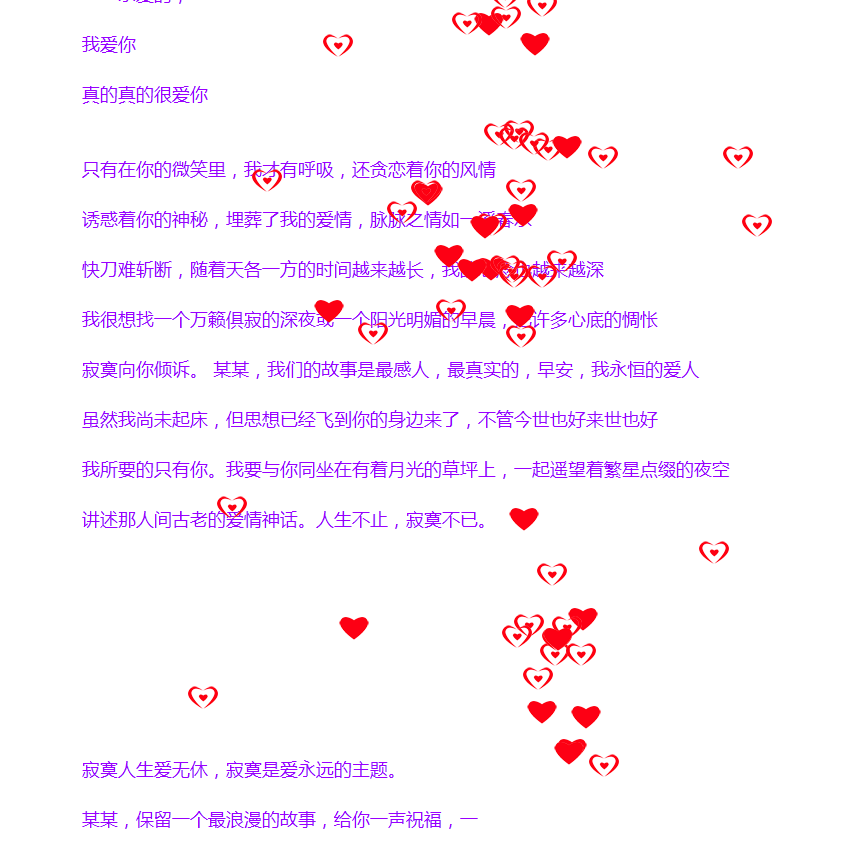 我爱你
真的真的很爱你
只有在你的微笑里，我才有呼吸，还贪恋着你的风情
诱惑着你的神秘，埋葬了我的爱情，脉脉之情如一
快刀难斩断，随着天各一方的时间越来越长，我 越来越深
我很想找一个万籁俱寂的深夜或一个阳光明媚的早晨， 许多心底的惆怅
寂寞向你倾诉。 某某，我们的故事是最感人，最真实的，早安，我永恒的爱人
虽然我尚未起床，但思想已经飞到你的身边来了，不管今世也好来世也好
我所要的只有你。我要与你同坐在有着月光的草坪上，一起遥望着繁星点缀的夜空
讲述那人间古老的爱情神话。人生不止，寂寞不已。
寂寞人生爱无休，寂寞是爱永远的主题。
某某，保留一个最浪漫的故事，给你一声祝福，一